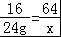 16/24g = 64/x